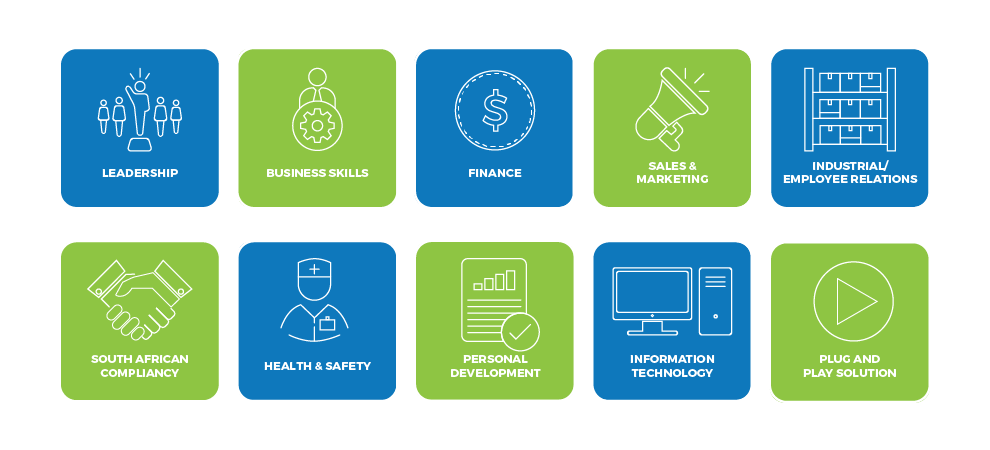 LEADERSHIP
BUSINESS SKILLS
$
FINANCE
SALES &
MARKETING
INDUSTRIAL/
EMPLOYEE RELATIONS
SOUTH AFRICAN
COMPLIANCY
HEALTH & SAFETY
PERSONAL
DEVELOPMENT
INFORMATION
TECHNOLOGY
PLUG AND
PLAY SOLUTION